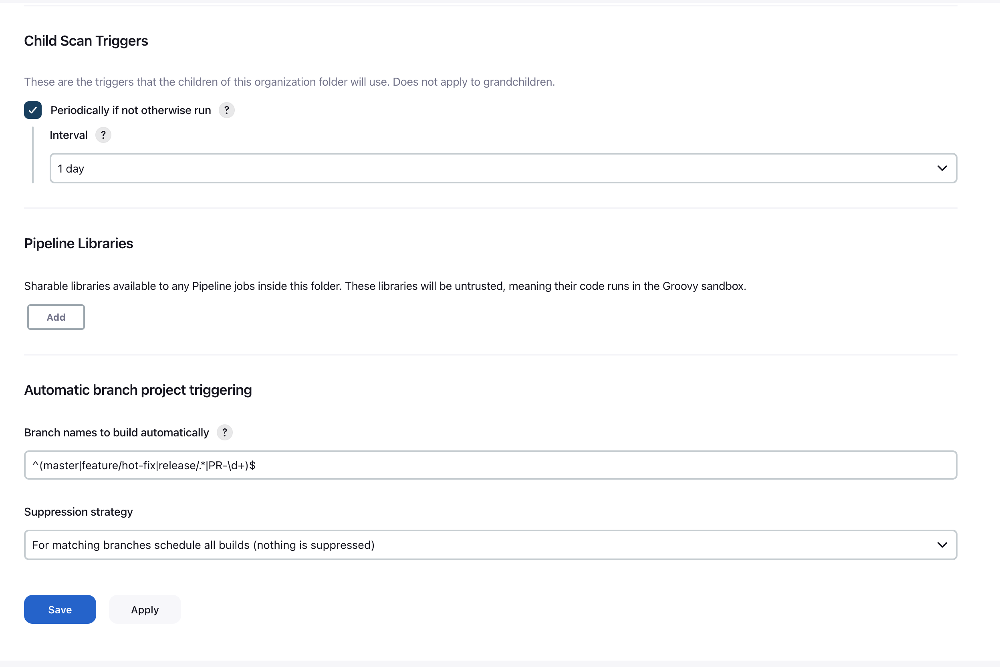 Child Scan Triggers
These are the triggers that the children of this organization folder will use. Does not apply to grandchildren.
Periodically if not otherwise run ?
Interval ?
1 day
Pipeline Libraries
Sharable libraries available to any Pipeline jobs inside this folder. These libraries will be untrusted, meaning their code runs in the Groovy sandbox.
Add
Automatic branch project triggering
Branch names to build automatically ?
^(master|feature/hot-fix|release/.*|PR-\d+)$
Suppression strategy
For matching branches schedule all builds (nothing is suppressed)
Save Apply